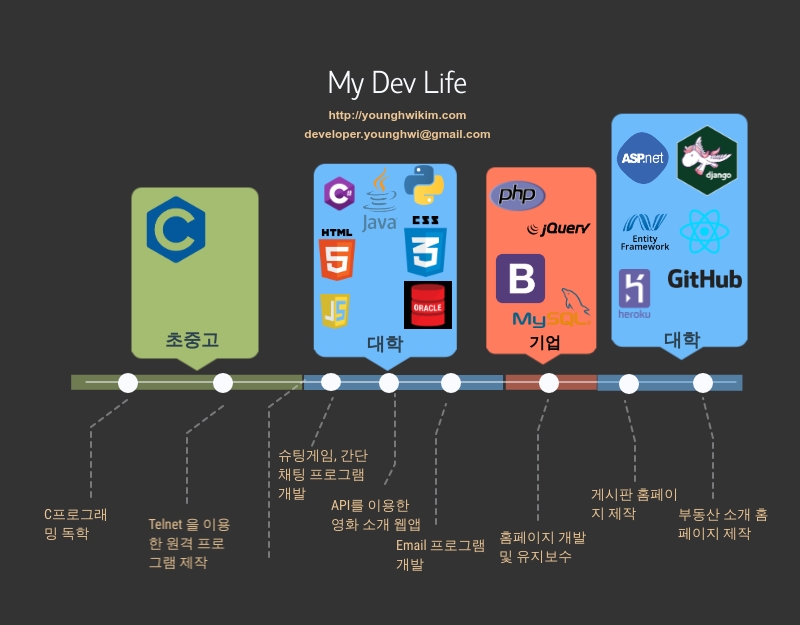 My Dev Life
http://younghwikim.com
developer.younghwi@gmail.com
C
초중고
C#
Java
HTML
5
CSS
3
JS
ORACLE
대학
php
jQuery
B
MySQL
기업
ASP.net
django
Entity
Framework
heroku
GitHub
대학
C프로그래
밍 독학
Telnet 을 이용
한 원격 프로
그램 제작
슈팅게임, 간단
채팅 프로그램
개발
API를 이용한
영화 소개 웹앱
Email 프로그램
개발
홈페이지 개발
및 유지보수
게시판 홈페이
지 제작
부동산 소개 홈
페이지 제작